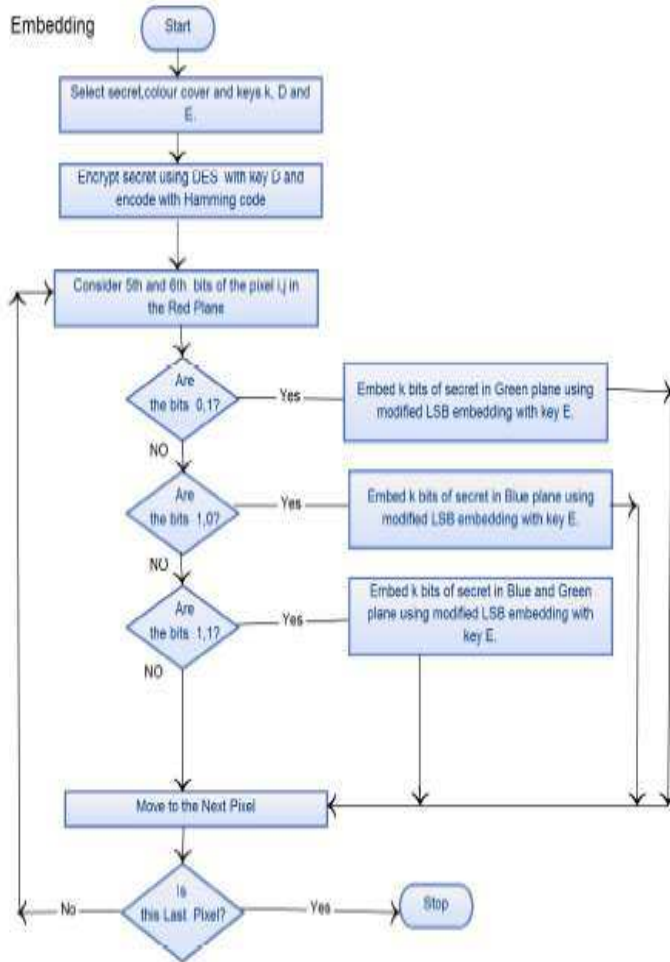 Embedding
Start
Select secret,colour cover and keys k, D and
E.
Encrypt secret using DES with key D and
encode with Hamming code
Consider 5th and 6th bits of the pixel i,j in
the Red Plane
Are
the bits 0,1?
Yes
Embed k bits of secret in Green plane using
modified LSB embedding with key E.
NO
Are
the bits 1,0?
Yes
Embed k bits of secret in Blue plane using
modified LSB embedding with key E.
NO
Are
the bits 1,1?
Yes
Embed k bits of secret in Blue and Green
plane using modified LSB embedding with
key E.
NO
Move to the Next Pixel
Is
this Last Pixel?
No
Yes
Stop